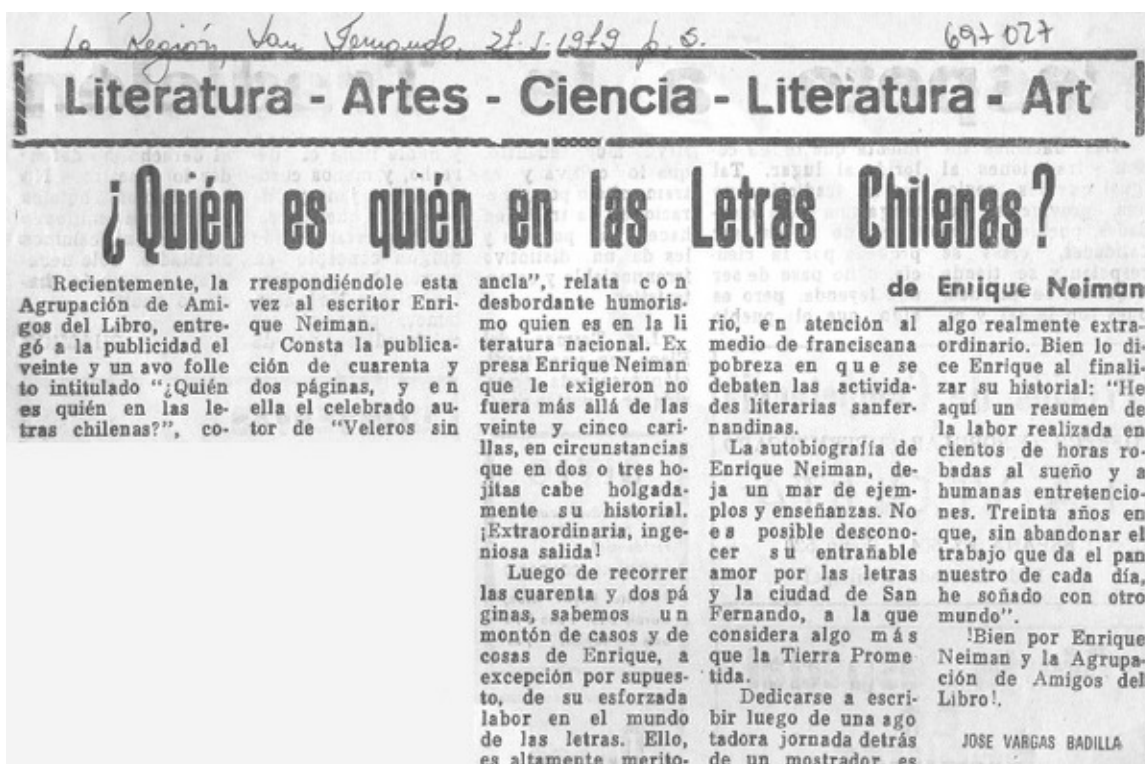 La Región, San Fernando, 27-I-1979 p. 5.
697027
Literatura - Artes - Ciencia - Literatura - Art
¿Quién es quién en las Letras Chilenas?
de Enrique Neiman
Recientemente, la
Agrupación de Ami-
gos del Libro, entre-
gó a la publicidad el
veinte y un avo folle
to intitulado "¿Quién
es quién en las le-
tras chilenas?", co-
rrespondiéndole esta
vez al escritor Enri-
que Neiman.
Consta la publica-
ción de cuarenta y
dos páginas, y en
ella el celebrado au-
tor de "Veleros sin
ancla", relata con
desbordante humoris-
mo quien es en la li
teratura nacional. Ex
presa Enrique Neiman
que le exigieron no
fuera más allá de las
veinte y cinco cari-
llas, en circunstancias
que en dos o tres ho-
jitas cabe holgada-
mente su historial.
¡Extraordinaria, inge-
niosa salida!
Luego de recorrer
las cuarenta y dos pá
ginas, sabemos un
montón de casos y de
cosas de Enrique, a
excepción por supues-
to, de su esforzada
labor en el mundo
de las letras. Ello,
es altamente merito-
rio, en atención al
medio de franciscana
pobreza en que se
debaten las activida-
des literarias sanfer-
nandinas.
La autobiografía de
Enrique Neiman, de-
ja un mar de ejem-
plos y enseñanzas. No
es posible descono-
cer su entrañable
amor por las letras
y la ciudad de San
Fernando, a la que
considera algo más
que la Tierra Prome
tida.
Dedicarse a escri-
bir luego de una ago
tadora jornada detrás
de un mostrador es
algo realmente extra-
ordinario. Bien lo di-
ce Enrique al finali-
zar su historial: "He
aquí un resumen de
la labor realizada en
cientos de horas ro-
badas al sueño y a
humanas entretencio-
nes. Treinta años en
que, sin abandonar el
trabajo que da el pan
nuestro de cada día,
he soñado con otro
mundo".
!Bien por Enrique
Neiman y la Agrupa-
ción de Amigos del
Libro!.
JOSE VARGAS BADILLA